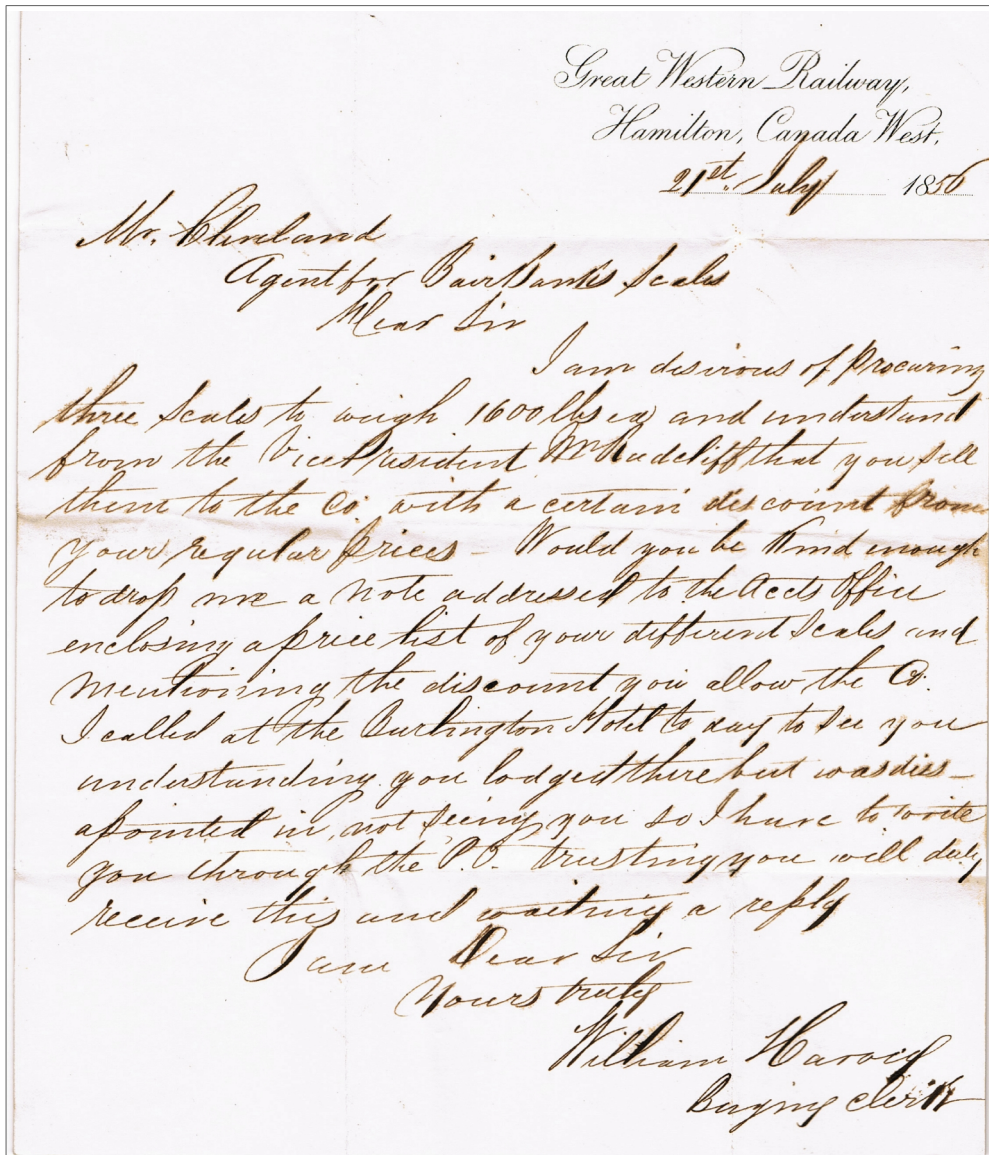 Great Western Railway,
Hamilton, Canada West.
21st July 1856
Mr. Cleveland
Agent for Fairbanks Scales
Dear Sir
I am desirous of procuring
three Scales to weigh 1600 lbs ea) and understand
from the Vice President Mr Radcliff that you sell
them to the Co. with a certain discount from
your regular prices - Would you be Kind enough
to drop me a note addressed to the Accts Office
enclosing a price list of your different Scales and
mentioning the discount you allow the Co.
I called at the Burlington Hotel to day to see you
understanding you lodged there but was dis-
apointed in not seeing you so I have to write
you through the P.O. trusting you will duly
receive this and waiting a reply
I am Dear Sir
Yours truly
William
Buying Clerk